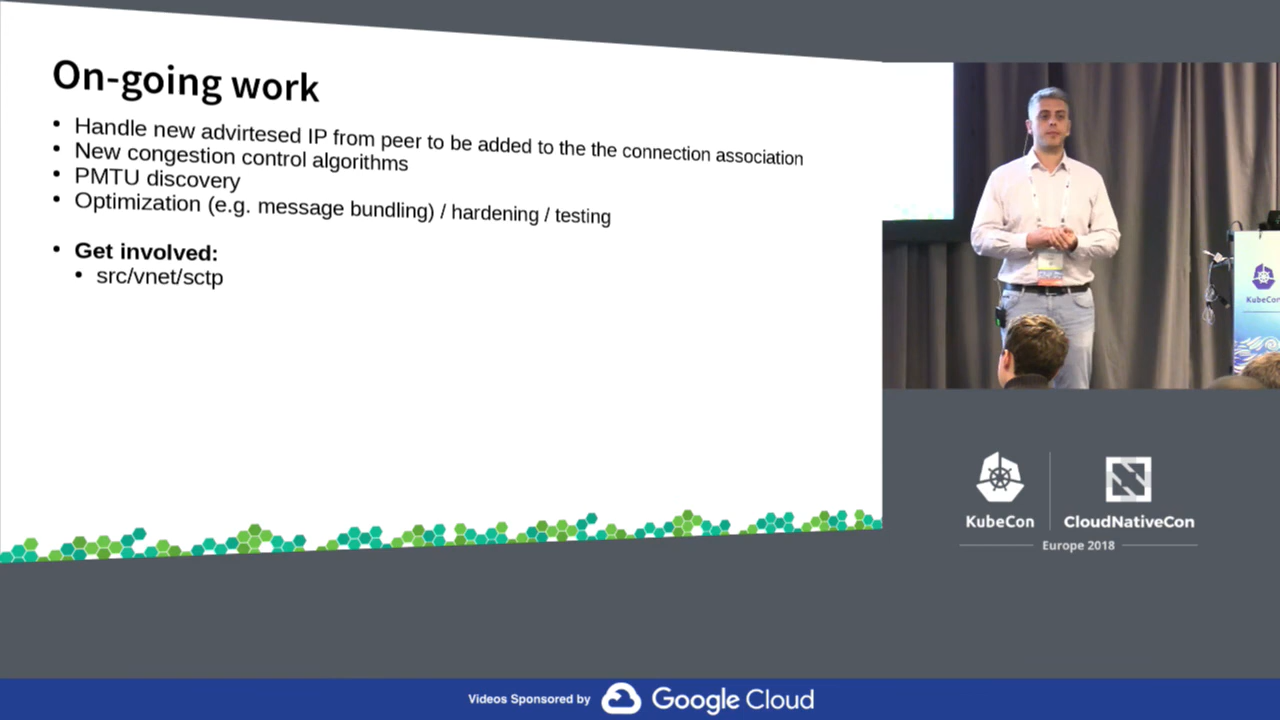 On-going work
• Handle new advirtesed IP from peer to be added to the the connection association
• New congestion control algorithms
• PMTU discovery
• Optimization (e.g. message bundling) / hardening / testing
• Get involved:
• src/vnet/sctp
KubeCon
KubeCon
CloudNativeCon
Europe 2018
Videos Sponsored by
Google Cloud